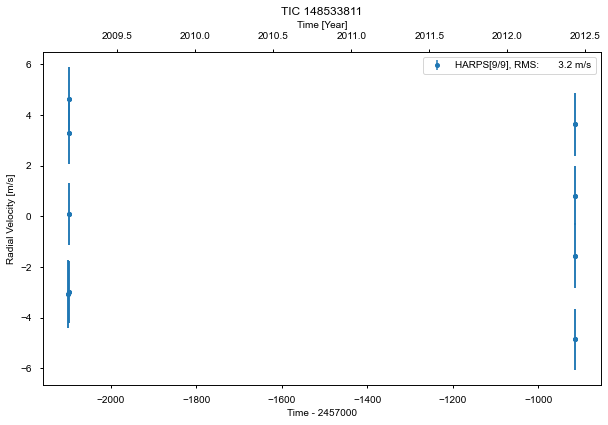 TIC 148533811
Time [Year]
2009.5 2010.0 2010.5 2011.0 2011.5 2012.0 2012.5
HARPS[9/9], RMS: 3.2 m/s
6
4
2
0
−2
−4
−6
Radial Velocity [m/s]
−2000 −1800 −1600 −1400 −1200 −1000
Time - 2457000